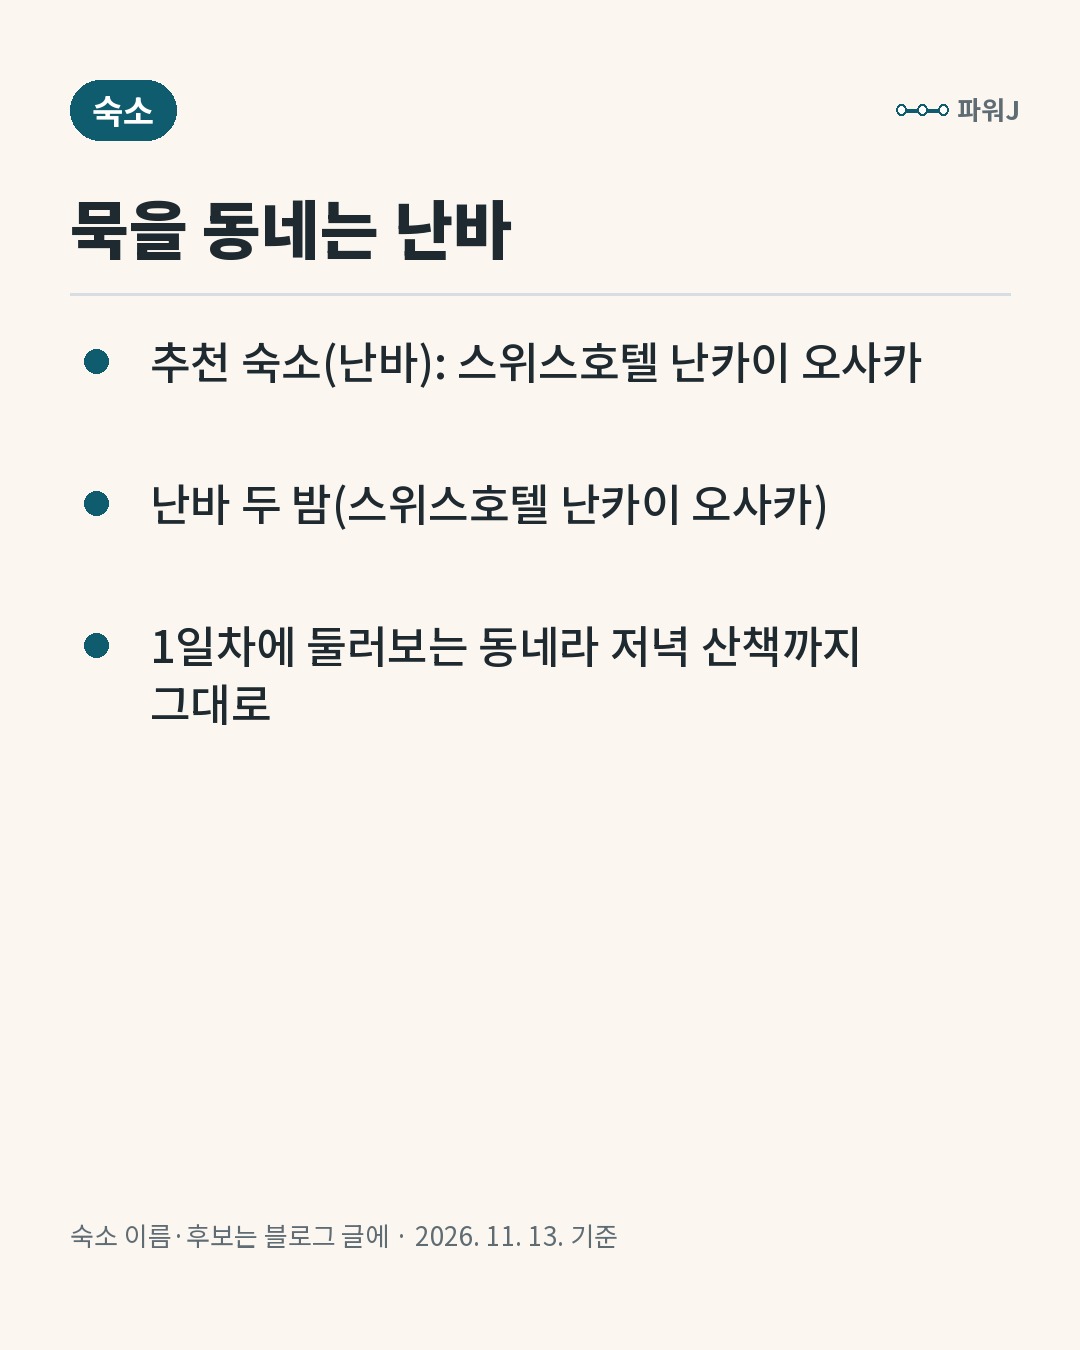 숙소
파워J
묵을 동네는 난바
추천 숙소(난바): 스위스호텔 난카이 오사카
난바 두 밤(스위스호텔 난카이 오사카)
1일차에 둘러보는 동네라 저녁 산책까지
그대로
숙소 이름·후보는 블로그 글에 · 2026. 11. 13. 기준